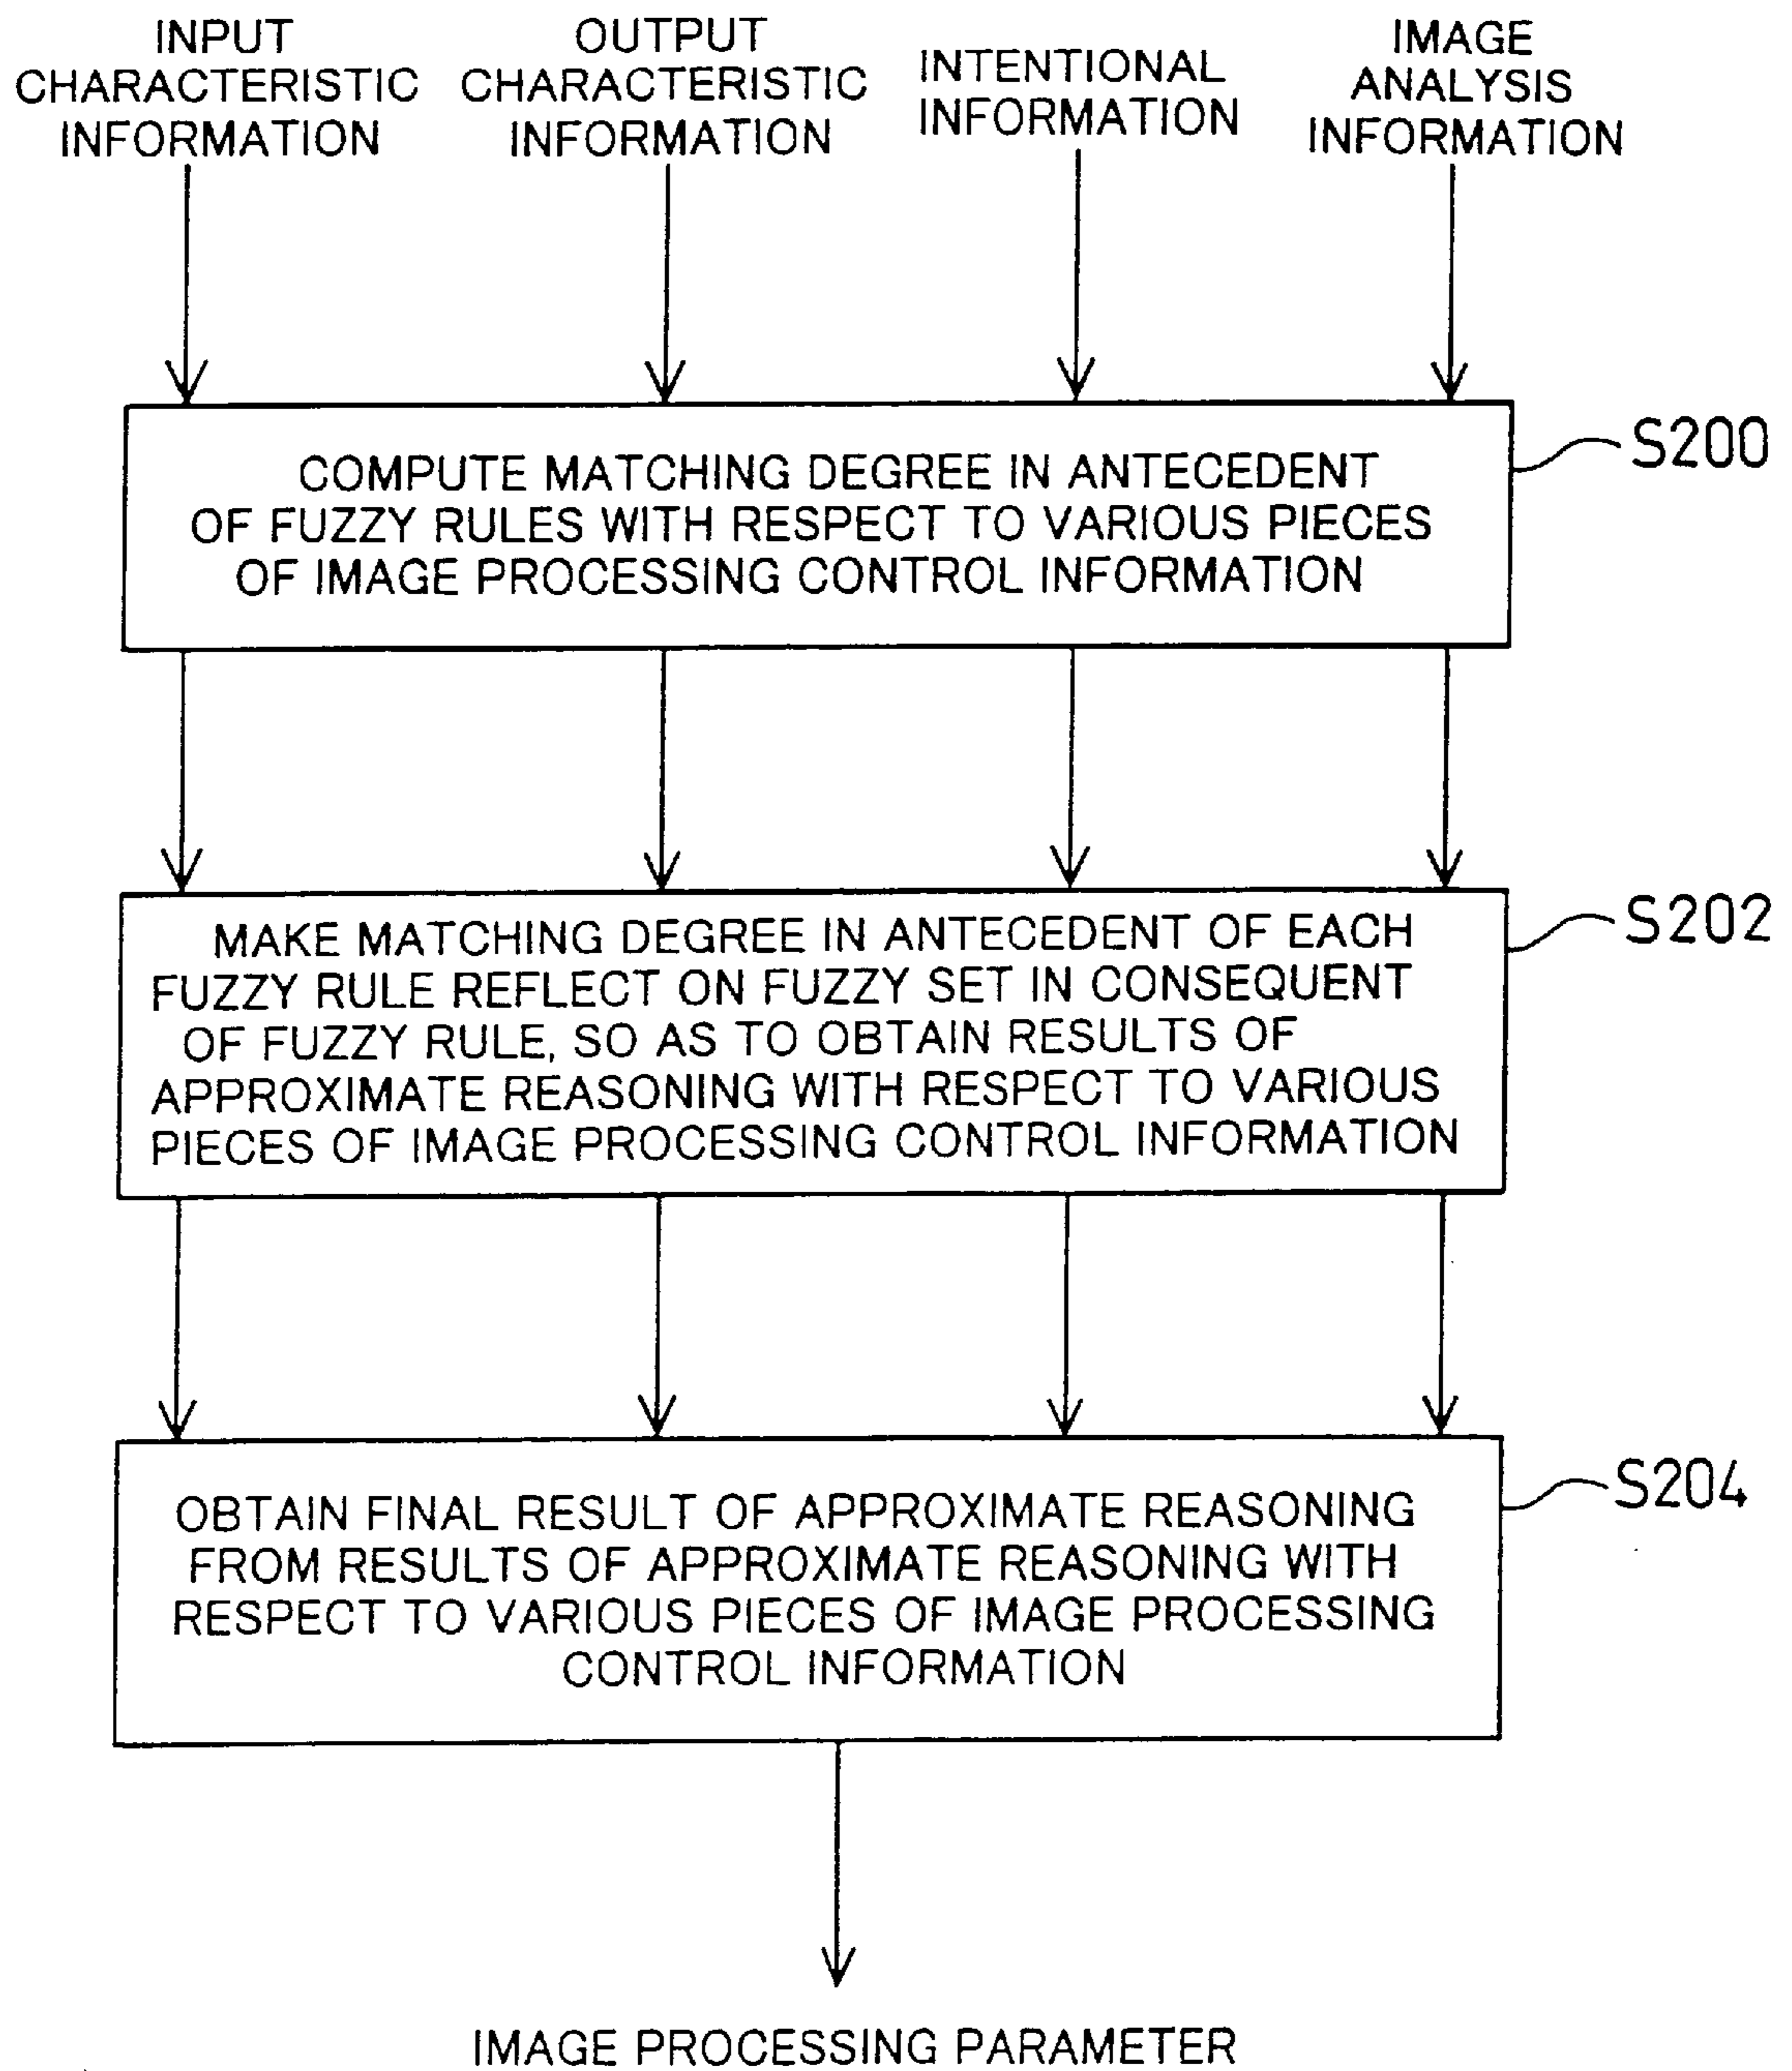 INPUT
CHARACTERISTIC
INFORMATION
OUTPUT
CHARACTERISTIC
INFORMATION
INTENTIONAL
INFORMATION
IMAGE
ANALYSIS
INFORMATION
S200
COMPUTE MATCHING DEGREE IN ANTECEDENT
OF FUZZY RULES WITH RESPECT TO VARIOUS PIECES
OF IMAGE PROCESSING CONTROL INFORMATION
S202
MAKE MATCHING DEGREE IN ANTECEDENT OF EACH
FUZZY RULE REFLECT ON FUZZY SET IN CONSEQUENT
OF FUZZY RULE, SO AS TO OBTAIN RESULTS OF
APPROXIMATE REASONING WITH RESPECT TO VARIOUS
PIECES OF IMAGE PROCESSING CONTROL INFORMATION
S204
OBTAIN FINAL RESULT OF APPROXIMATE REASONING
FROM RESULTS OF APPROXIMATE REASONING WITH
RESPECT TO VARIOUS PIECES OF IMAGE PROCESSING
CONTROL INFORMATION
IMAGE PROCESSING PARAMETER